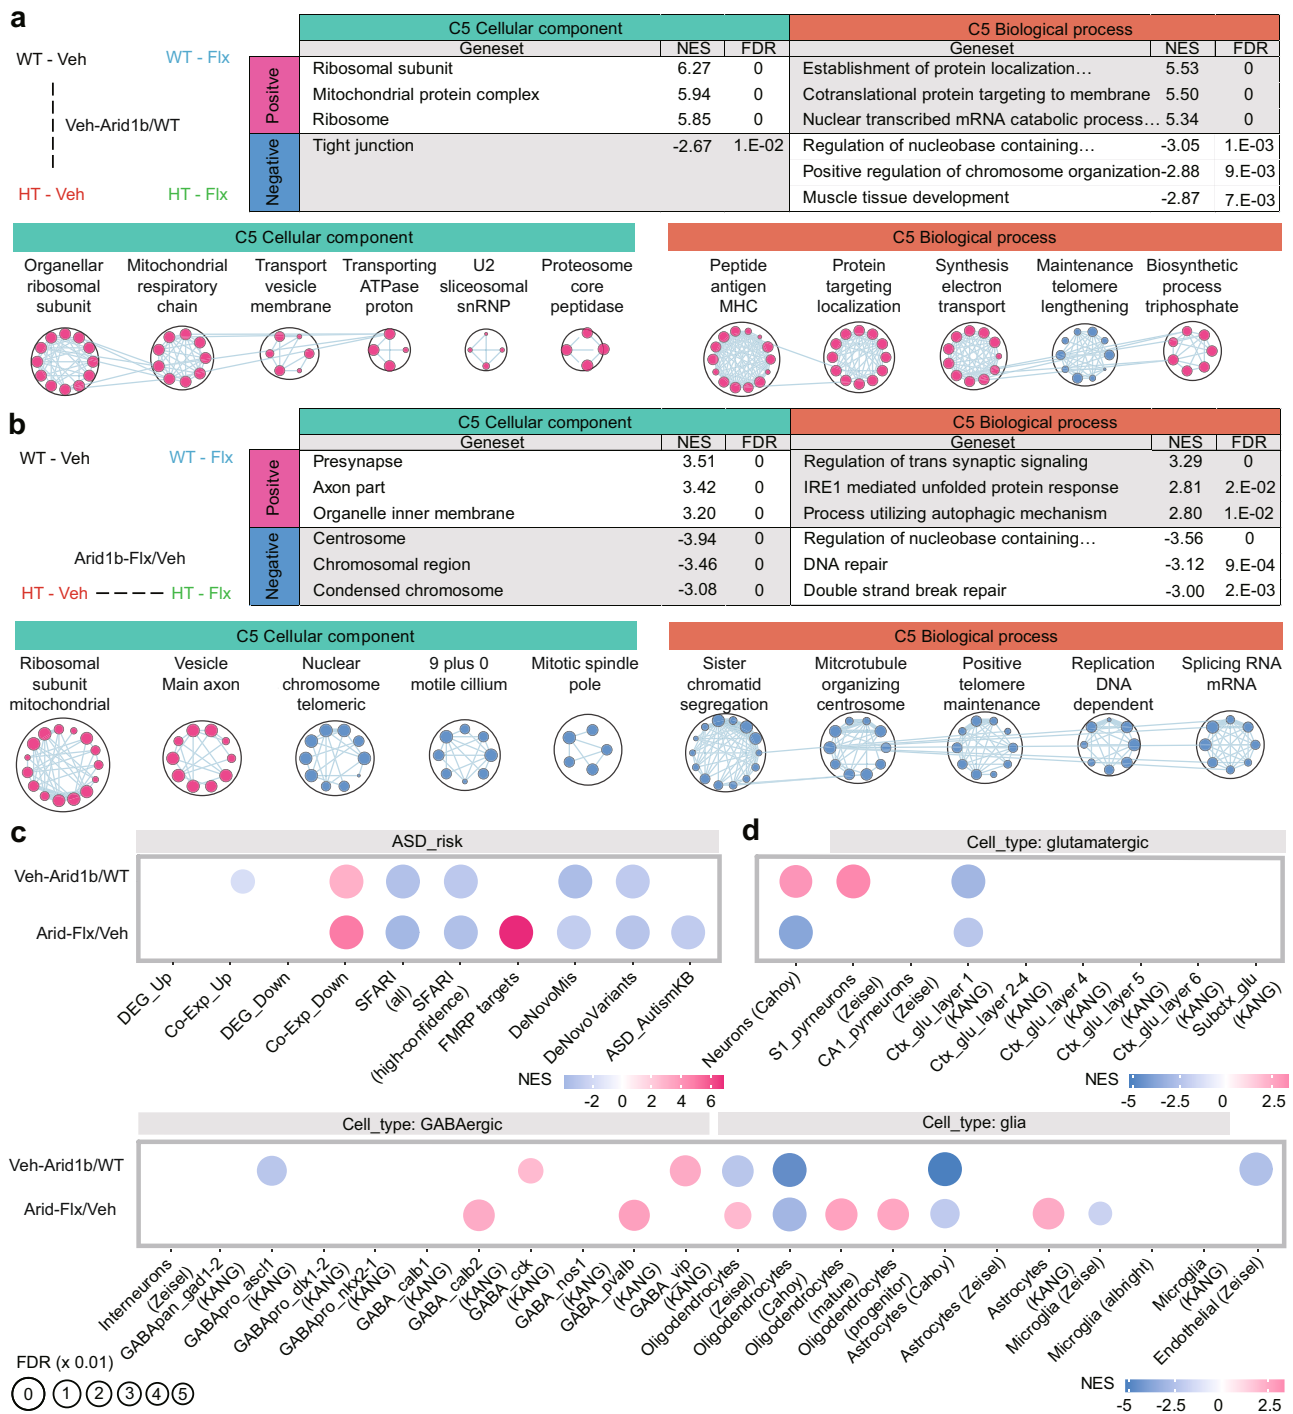 a
WT - Veh
WT - Flx
Veh-Arid1b/WT
HT - Veh
HT - Flx
C5 Cellular component
C5 Biological process
Geneset NES FDR
Geneset NES FDR
Positve
Ribosomal subunit 6.27 0
Establishment of protein localization… 5.53 0
Mitochondrial protein complex 5.94 0
Cotranslational protein targeting to membrane 5.50 0
Ribosome 5.85 0
Nuclear transcribed mRNA catabolic process… 5.34 0
Negative
Tight junction -2.67 1.E-02
Regulation of nucleobase containing… -3.05 1.E-03
Positive regulation of chromosome organization -2.88 9.E-03
Muscle tissue development -2.87 7.E-03
C5 Cellular component
Organellar
ribosomal
subunit
Mitochondrial
respiratory
chain
Transport
vesicle
membrane
Transporting
ATPase
proton
U2
sliceosomal
snRNP
Proteosome
core
peptidase
C5 Biological process
Peptide
antigen
MHC
Protein
targeting
localization
Synthesis
electron
transport
Maintenance
telomere
lengthening
Biosynthetic
process
triphosphate
b
WT - Veh
WT - Flx
Arid1b-Flx/Veh
HT - Veh
HT - Flx
C5 Cellular component
C5 Biological process
Geneset NES FDR
Geneset NES FDR
Positve
Presynapse 3.51 0
Regulation of trans synaptic signaling 3.29 0
Axon part 3.42 0
IRE1 mediated unfolded protein response 2.81 2.E-02
Organelle inner membrane 3.20 0
Process utilizing autophagic mechanism 2.80 1.E-02
Negative
Centrosome -3.94 0
Regulation of nucleobase containing… -3.56 0
Chromosomal region -3.46 0
DNA repair -3.12 9.E-04
Condensed chromosome -3.08 0
Double strand break repair -3.00 2.E-03
C5 Cellular component
Ribosomal
subunit
mitochondrial
Vesicle
Main axon
Nuclear
chromosome
telomeric
9 plus 0
motile cillium
Mitotic spindle
pole
C5 Biological process
Sister
chromatid
segregation
Mitcrotubule
organizing
centrosome
Positive
telomere
maintenance
Replication
DNA
dependent
Splicing RNA
mRNA
c
ASD_risk
Veh-Arid1b/WT
Arid-Flx/Veh
DEG_Up
Co-Exp_Up
DEG_Down
Co-Exp_Down
SFARI
(all)
SFARI
(high-confidence)
FMRP targets
DeNovoMis
DeNovoVariants
ASD_AutismKB
NES
-2 0 2 4 6
d
Cell_type: glutamatergic
Neurons (Cahoy)
S1_pyrneurons
(Zeisel)
CA1_pyrneurons
(Zeisel)
Ctx_glu_layer 1
(KANG)
Ctx_glu_layer 2-4
(KANG)
Ctx_glu_layer 4
(KANG)
Ctx_glu_layer 5
(KANG)
Ctx_glu_layer 6
(KANG)
Subctx_glu
(KANG)
NES
-5 -2.5 0 2.5
Cell_type: GABAergic
Cell_type: glia
Veh-Arid1b/WT
Arid-Flx/Veh
Interneurons
(Zeisel)
GABApan_gad1-2
(KANG)
GABApro_ascl1
(KANG)
GABApro_dlx1-2
(KANG)
GABApro_nkx2-1
(KANG)
GABA_calb1
(KANG)
GABA_calb2
(KANG)
GABA_cck
(KANG)
GABA_nos1
(KANG)
GABA_pvalb
(KANG)
GABA_vip
(KANG)
Oligodendrocytes
(Zeisel)
Oligodendrocytes
(Cahoy)
Oligodendrocytes
(mature)
Oligodendrocytes
(progenitor)
Astrocytes (Cahoy)
Astrocytes (Zeisel)
Astrocytes
(KANG)
Microglia (Zeisel)
Microglia (albright)
Microglia
(KANG)
Endothelial (Zeisel)
FDR (x 0.01)
0 1 2 3 4 5
NES
-5 -2.5 0 2.5